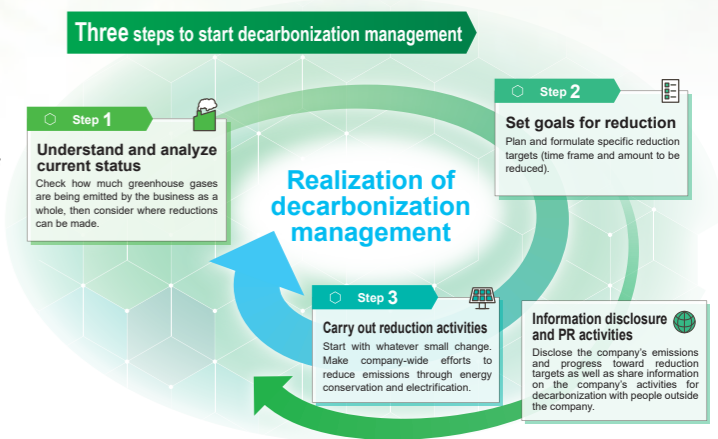 Three steps to start decarbonization management
Step 1
Understand and analyze
current status
Check how much greenhouse gases
are being emitted by the business as a
whole, then consider where reductions
can be made.
Step 2
Set goals for reduction
Plan and formulate specific reduction
targets (time frame and amount to be
reduced).
Realization of
decarbonization
management
Step 3
Carry out reduction activities
Start with whatever small change.
Make company-wide efforts to
reduce emissions through energy
conservation and electrification.
Information disclosure
and PR activities
Disclose the company's emissions
and progress toward reduction
targets as well as share information
on the company's activities for
decarbonization with people outside
the company.